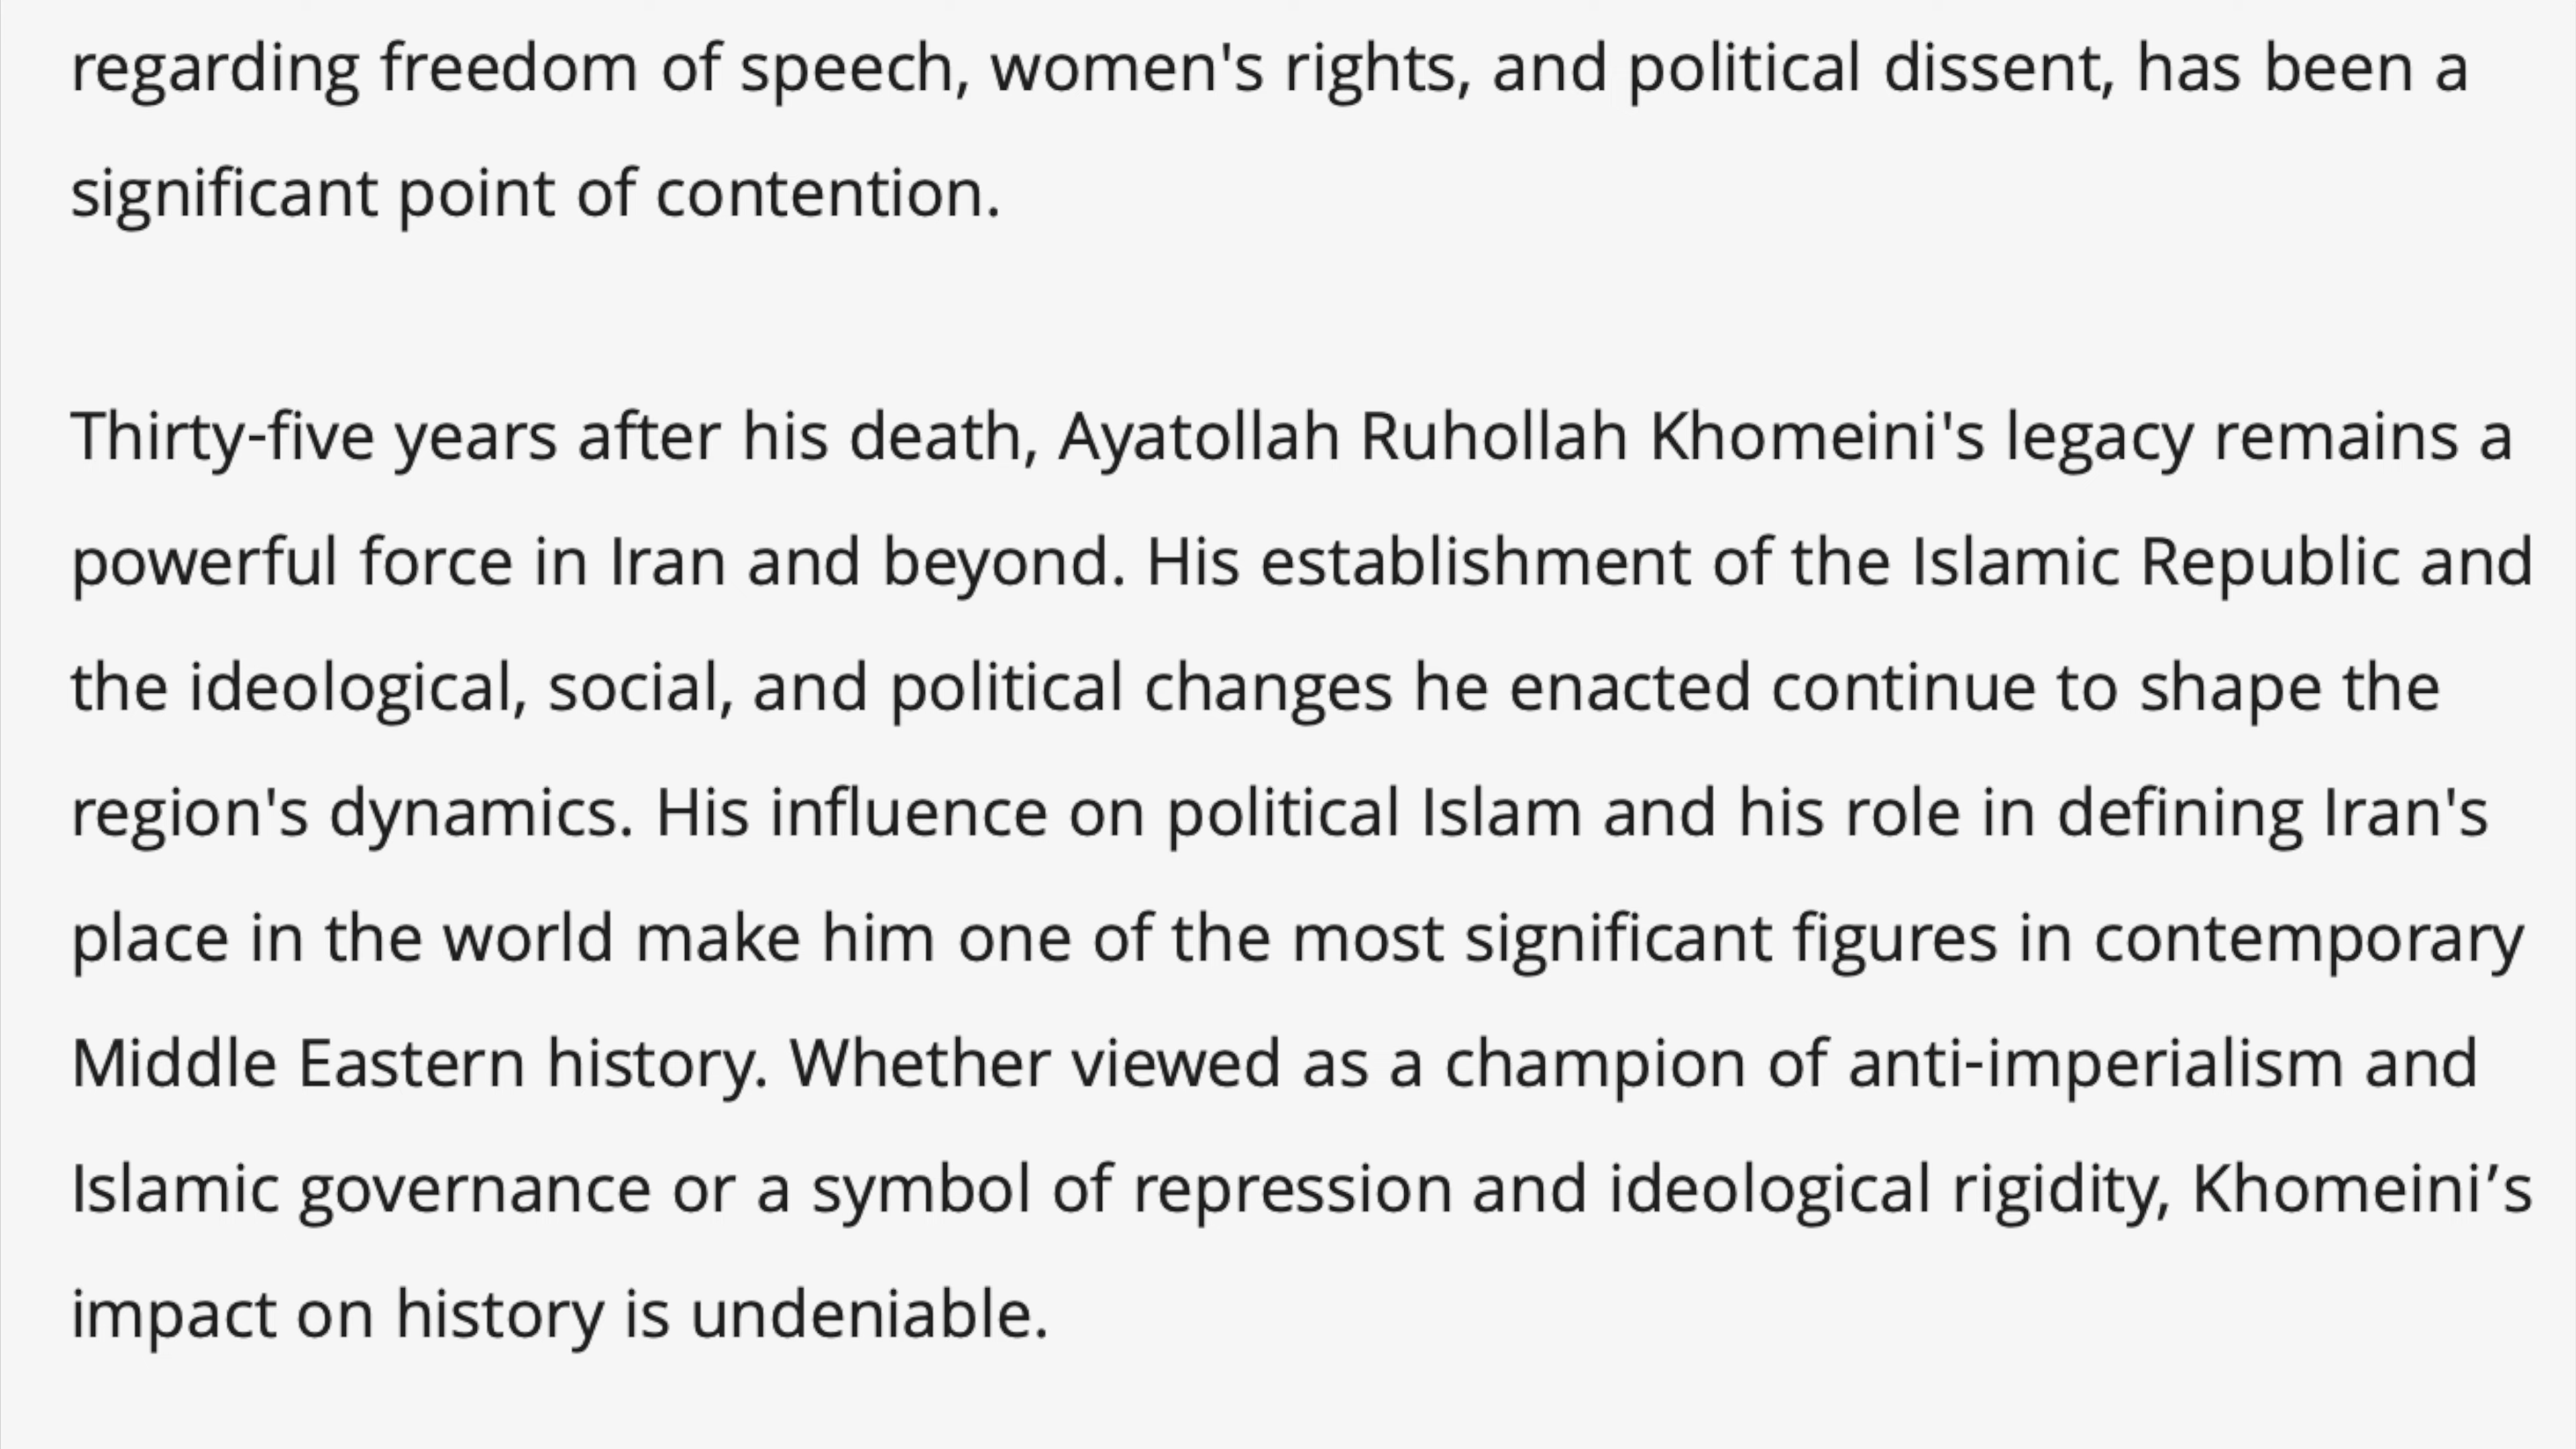 regarding freedom of speech, women's rights, and political dissent, has been a
significant point of contention.
Thirty-five years after his death, Ayatollah Ruhollah Khomeini's legacy remains a
powerful force in Iran and beyond. His establishment of the Islamic Republic and
the ideological, social, and political changes he enacted continue to shape the
region's dynamics. His influence on political Islam and his role in defining Iran's
place in the world make him one of the most significant figures in contemporary
Middle Eastern history. Whether viewed as a champion of anti-imperialism and
Islamic governance or a symbol of repression and ideological rigidity, Khomeini’s
impact on history is undeniable.